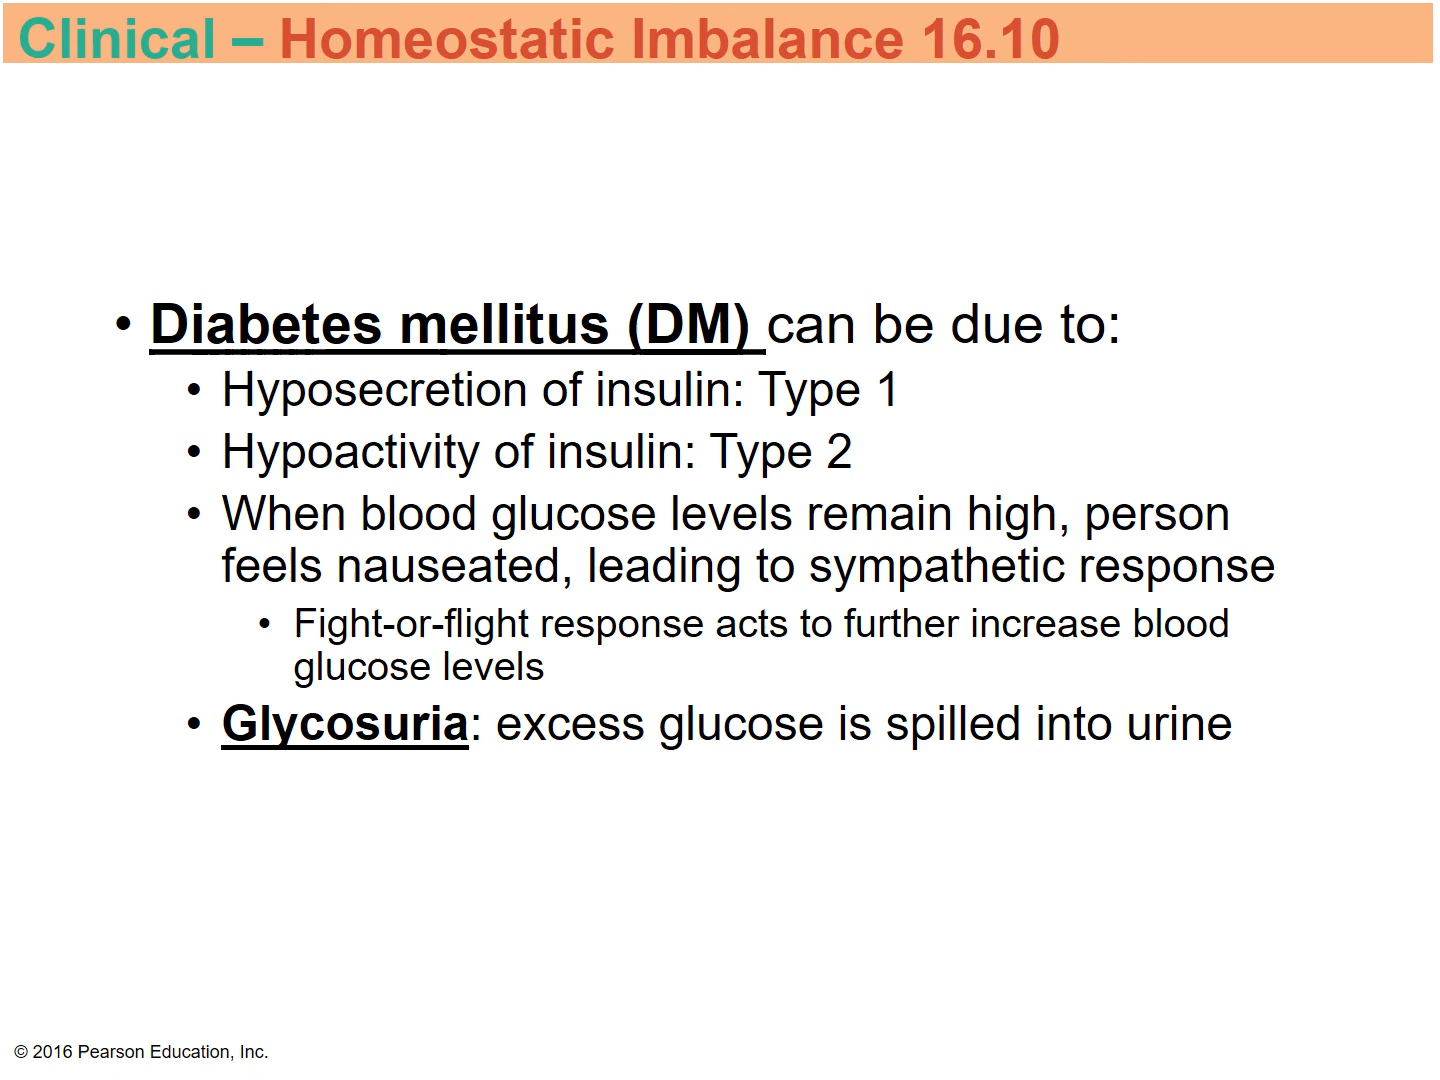 Clinical – Homeostatic Imbalance 16.10
• Diabetes mellitus (DM) can be due to:
• Hyposecretion of insulin: Type 1
• Hypoactivity of insulin: Type 2
• When blood glucose levels remain high, person
feels nauseated, leading to sympathetic response
• Fight-or-flight response acts to further increase blood
glucose levels
• Glycosuria: excess glucose is spilled into urine
© 2016 Pearson Education, Inc.